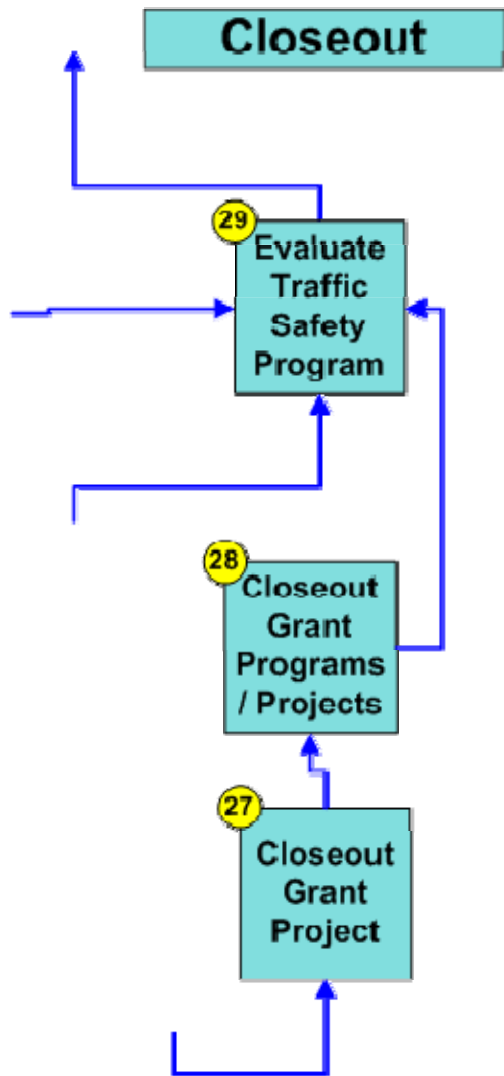 Closeout
29
Evaluate
Traffic
Safety
Program
28
Closeout
Grant
Programs
/ Projects
27
Closeout
Grant
Project